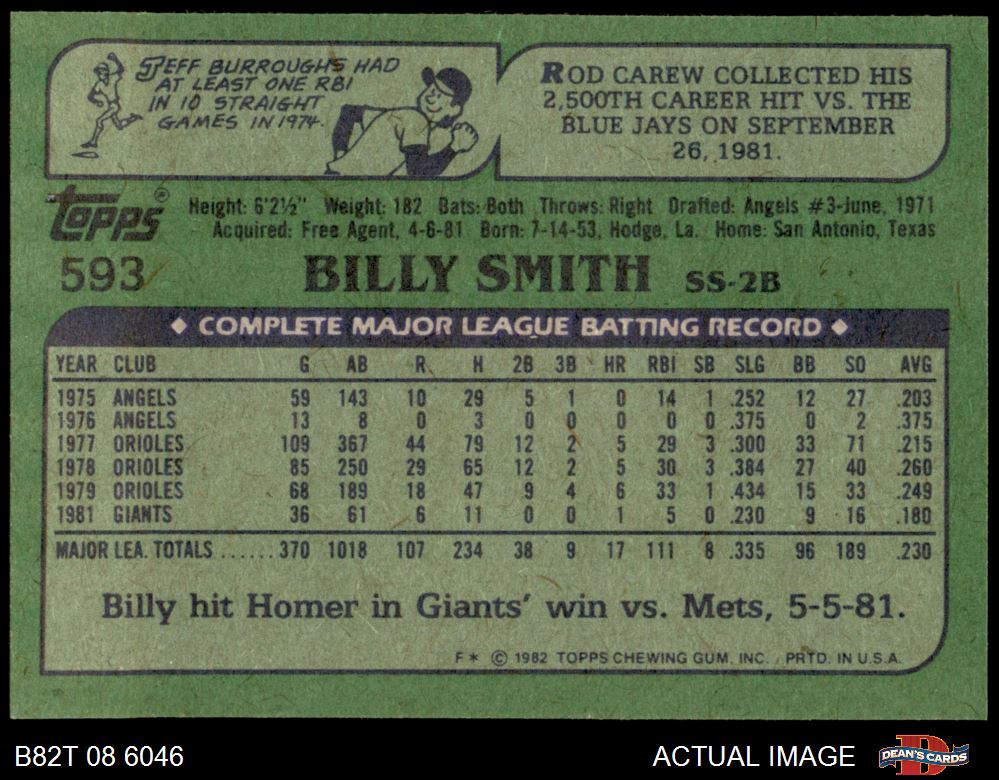 JEFF BURROUGHS HAD
AT LEAST ONE RBI
IN 10 STRAIGHT
GAMES IN 1974.
ROD CAREW COLLECTED HIS
2,500TH CAREER HIT VS. THE
BLUE JAYS ON SEPTEMBER
26, 1981.
Topps®
Height: 6'2½" Weight: 182 Bats: Both Throws: Right Drafted: Angels #3-June, 1971
Acquired: Free Agent, 4-6-81 Born: 7-14-53, Hodge, La. Home: San Antonio, Texas
593 BILLY SMITH SS-2B
◆ COMPLETE MAJOR LEAGUE BATTING RECORD ◆
YEAR CLUB G AB R H 2B 3B HR RBI SB SLG BB SO AVG
1975 ANGELS 59 143 10 29 5 1 0 14 1 .252 12 27 .203
1976 ANGELS 13 8 0 3 0 0 0 0 0 .375 0 2 .375
1977 ORIOLES 109 367 44 79 12 2 5 29 3 .300 33 71 .215
1978 ORIOLES 85 250 29 65 12 2 5 30 3 .384 27 40 .260
1979 ORIOLES 68 189 18 47 9 4 6 33 1 .434 15 33 .249
1981 GIANTS 36 61 6 11 0 0 1 5 0 .230 9 16 .180
MAJOR LEA. TOTALS ......370 1018 107 234 38 9 17 111 8 .335 96 189 .230
Billy hit Homer in Giants' win vs. Mets, 5-5-81.
F* © 1982 TOPPS CHEWING GUM, INC. PRTD. IN U.S.A.
B82T 08 6046 ACTUAL IMAGE DEAN'S CARDS